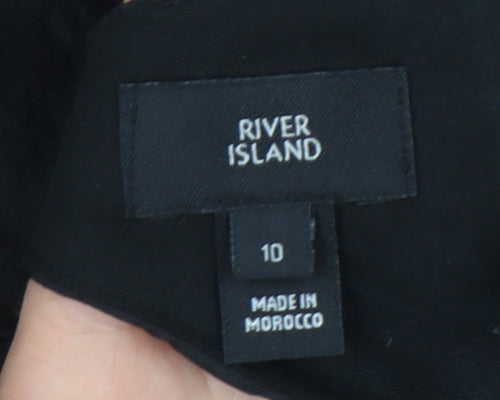 RIVER
ISLAND
10
MADE IN
MOROCCO